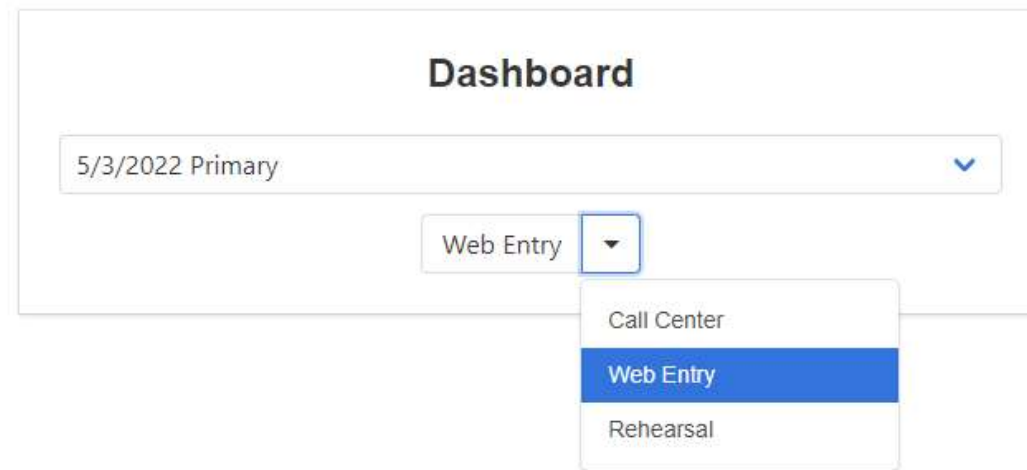 Dashboard
5/3/2022 Primary
Web Entry
Call Center
Web Entry
Rehearsal